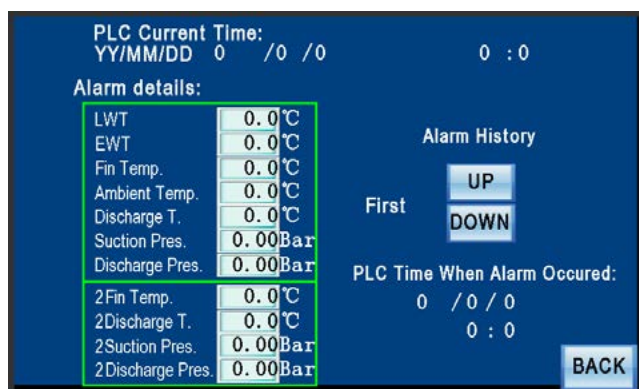 PLC Current Time:
YY/MM/DD 0 /0 /0 0 :0
Alarm details:
LWT 0.0℃
EWT 0.0℃
Fin Temp. 0.0℃
Ambient Temp. 0.0℃
Discharge T. 0.0℃
Suction Pres. 0.00Bar
Discharge Pres. 0.00Bar
2Fin Temp. 0.0℃
2Discharge T. 0.0℃
2Suction Pres. 0.00Bar
2Discharge Pres. 0.00Bar
Alarm History
First
UP
DOWN
PLC Time When Alarm Occured:
0 /0/0
0:0
BACK